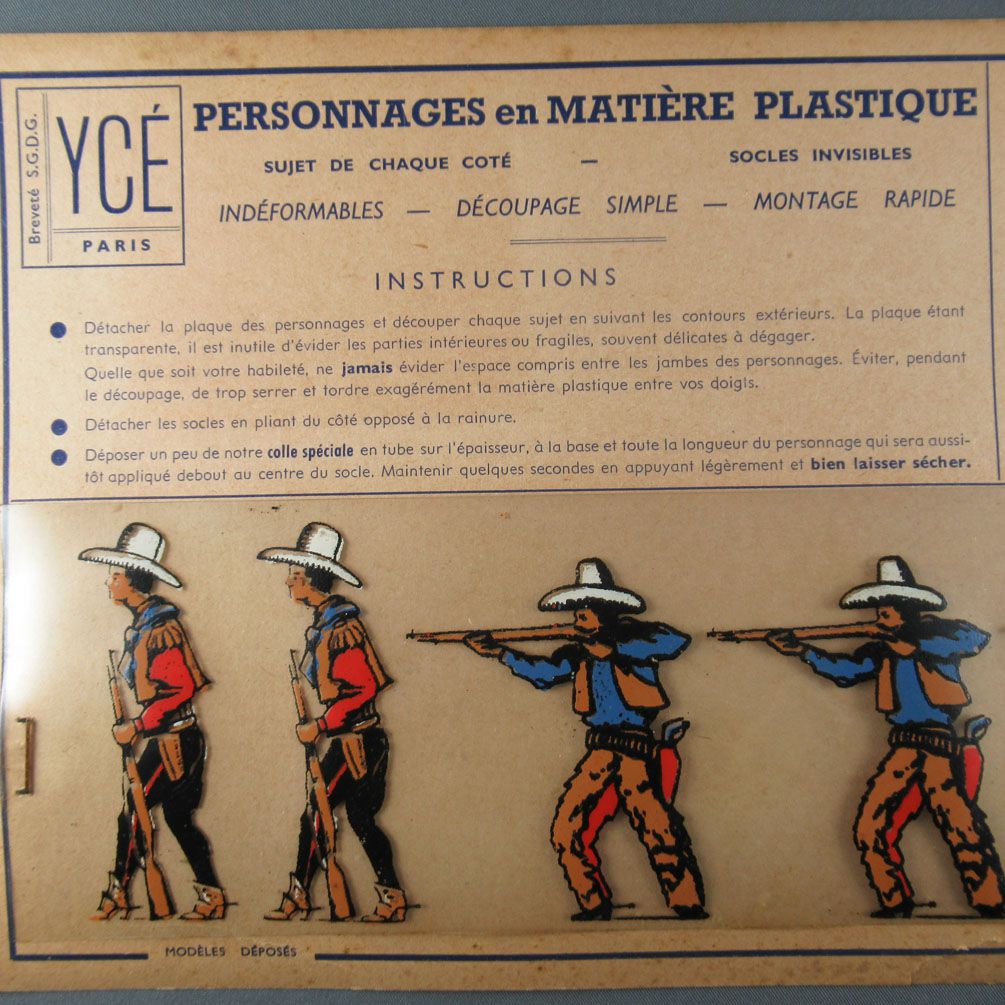 Breveté S.G.D.G.
YCÉ
PARIS
PERSONNAGES en MATIÈRE PLASTIQUE
SUJET DE CHAQUE COTÉ — SOCLES INVISIBLES
INDÉFORMABLES — DÉCOUPAGE SIMPLE — MONTAGE RAPIDE
INSTRUCTIONS
● Détacher la plaque des personnages et découper chaque sujet en suivant les contours extérieurs. La plaque étant
transparente, il est inutile d'évider les parties intérieures ou fragiles, souvent délicates à dégager.
Quelle que soit votre habileté, ne jamais évider l'espace compris entre les jambes des personnages. Éviter, pendant
le découpage, de trop serrer et tordre exagérément la matière plastique entre vos doigts.
● Détacher les socles en pliant du côté opposé à la rainure.
● Déposer un peu de notre colle spéciale en tube sur l'épaisseur, à la base et toute la longueur du personnage qui sera aussi-
tôt appliqué debout au centre du socle. Maintenir quelques secondes en appuyant légèrement et bien laisser sécher.
MODÈLES DÉPOSÉS